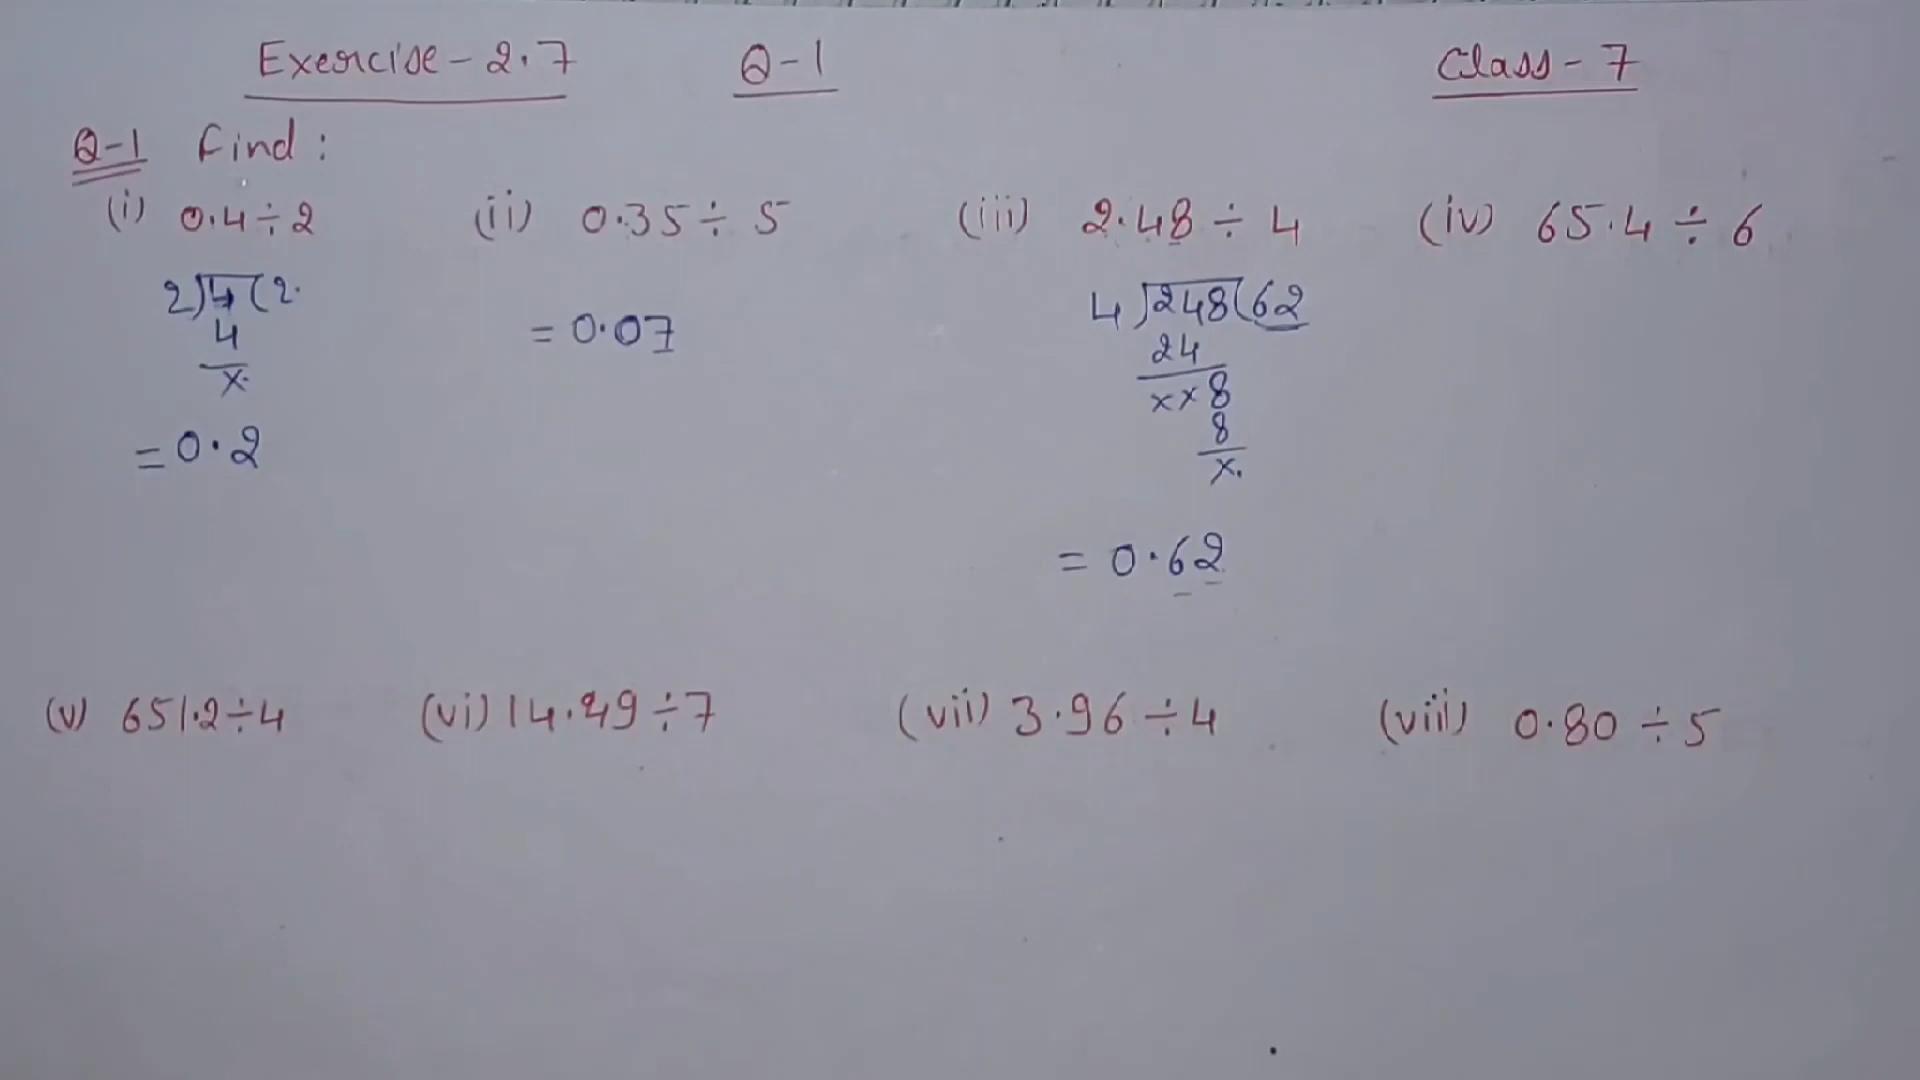 Exercise - 2.7 Q-1 Class - 7
Q-1 Find :
(i) 0.4 ÷ 2 (ii) 0.35 ÷ 5 (iii) 2.48 ÷ 4 (iv) 65.4 ÷ 6
2)4(2.
4
x.
= 0.2
= 0.07
4)248(62
24
xx8
8
x.
= 0.62
(v) 651.2 ÷ 4 (vi) 14.49 ÷ 7 (vii) 3.96 ÷ 4 (viii) 0.80 ÷ 5